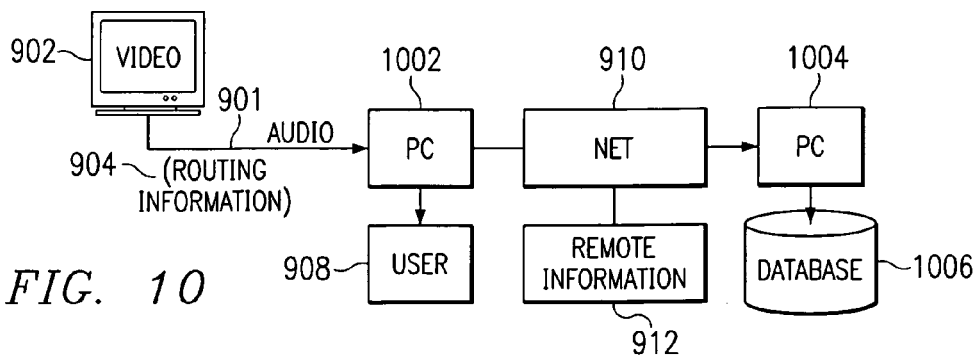 902
VIDEO
901
AUDIO
904
(ROUTING
INFORMATION)
1002
PC
910
NET
1004
PC
908
USER
REMOTE
INFORMATION
912
DATABASE
1006
FIG. 10